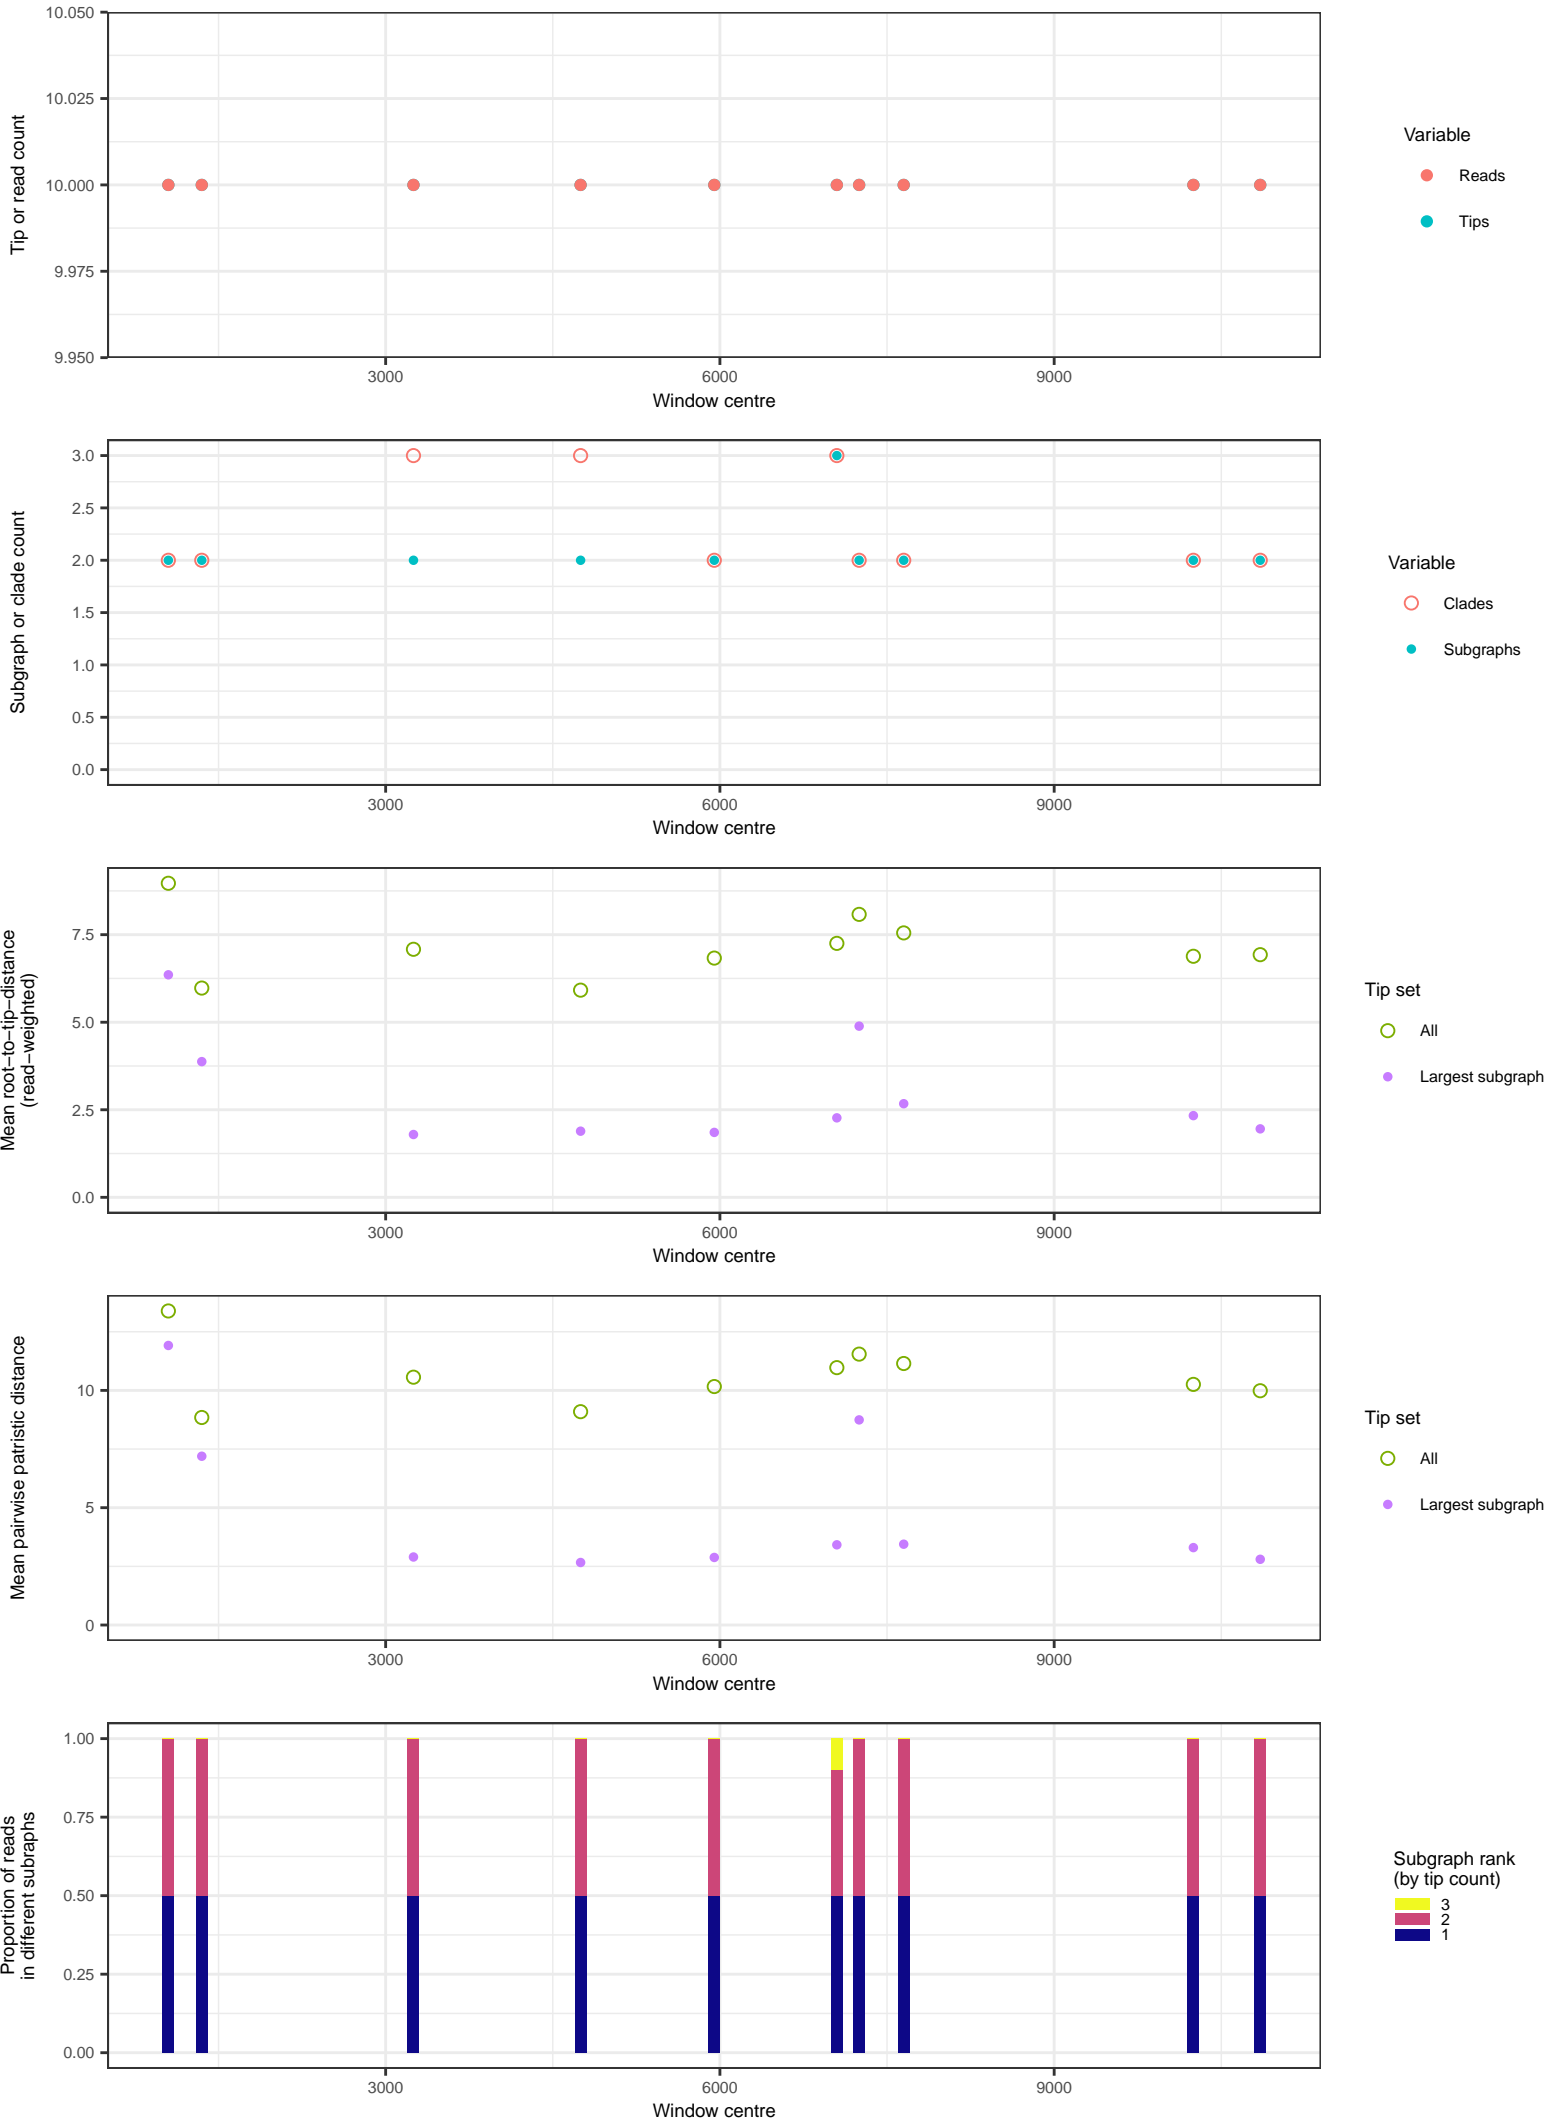 10.050
10.025
10.000
9.975
9.950
Tip or read count
3000
6000
9000
Window centre
Variable
Reads
Tips
3.0
2.5
2.0
1.5
1.0
0.5
0.0
Subgraph or clade count
3000
6000
9000
Window centre
Variable
Clades
Subgraphs
7.5
5.0
2.5
0.0
Mean root−to−tip−distance
(read−weighted)
3000
6000
9000
Window centre
Tip set
All
Largest subgraph
10
5
0
Mean pairwise patristic distance
3000
6000
9000
Window centre
Tip set
All
Largest subgraph
1.00
0.75
0.50
0.25
0.00
Proportion of reads
in different subraphs
3000
6000
9000
Window centre
Subgraph rank
(by tip count)
3
2
1